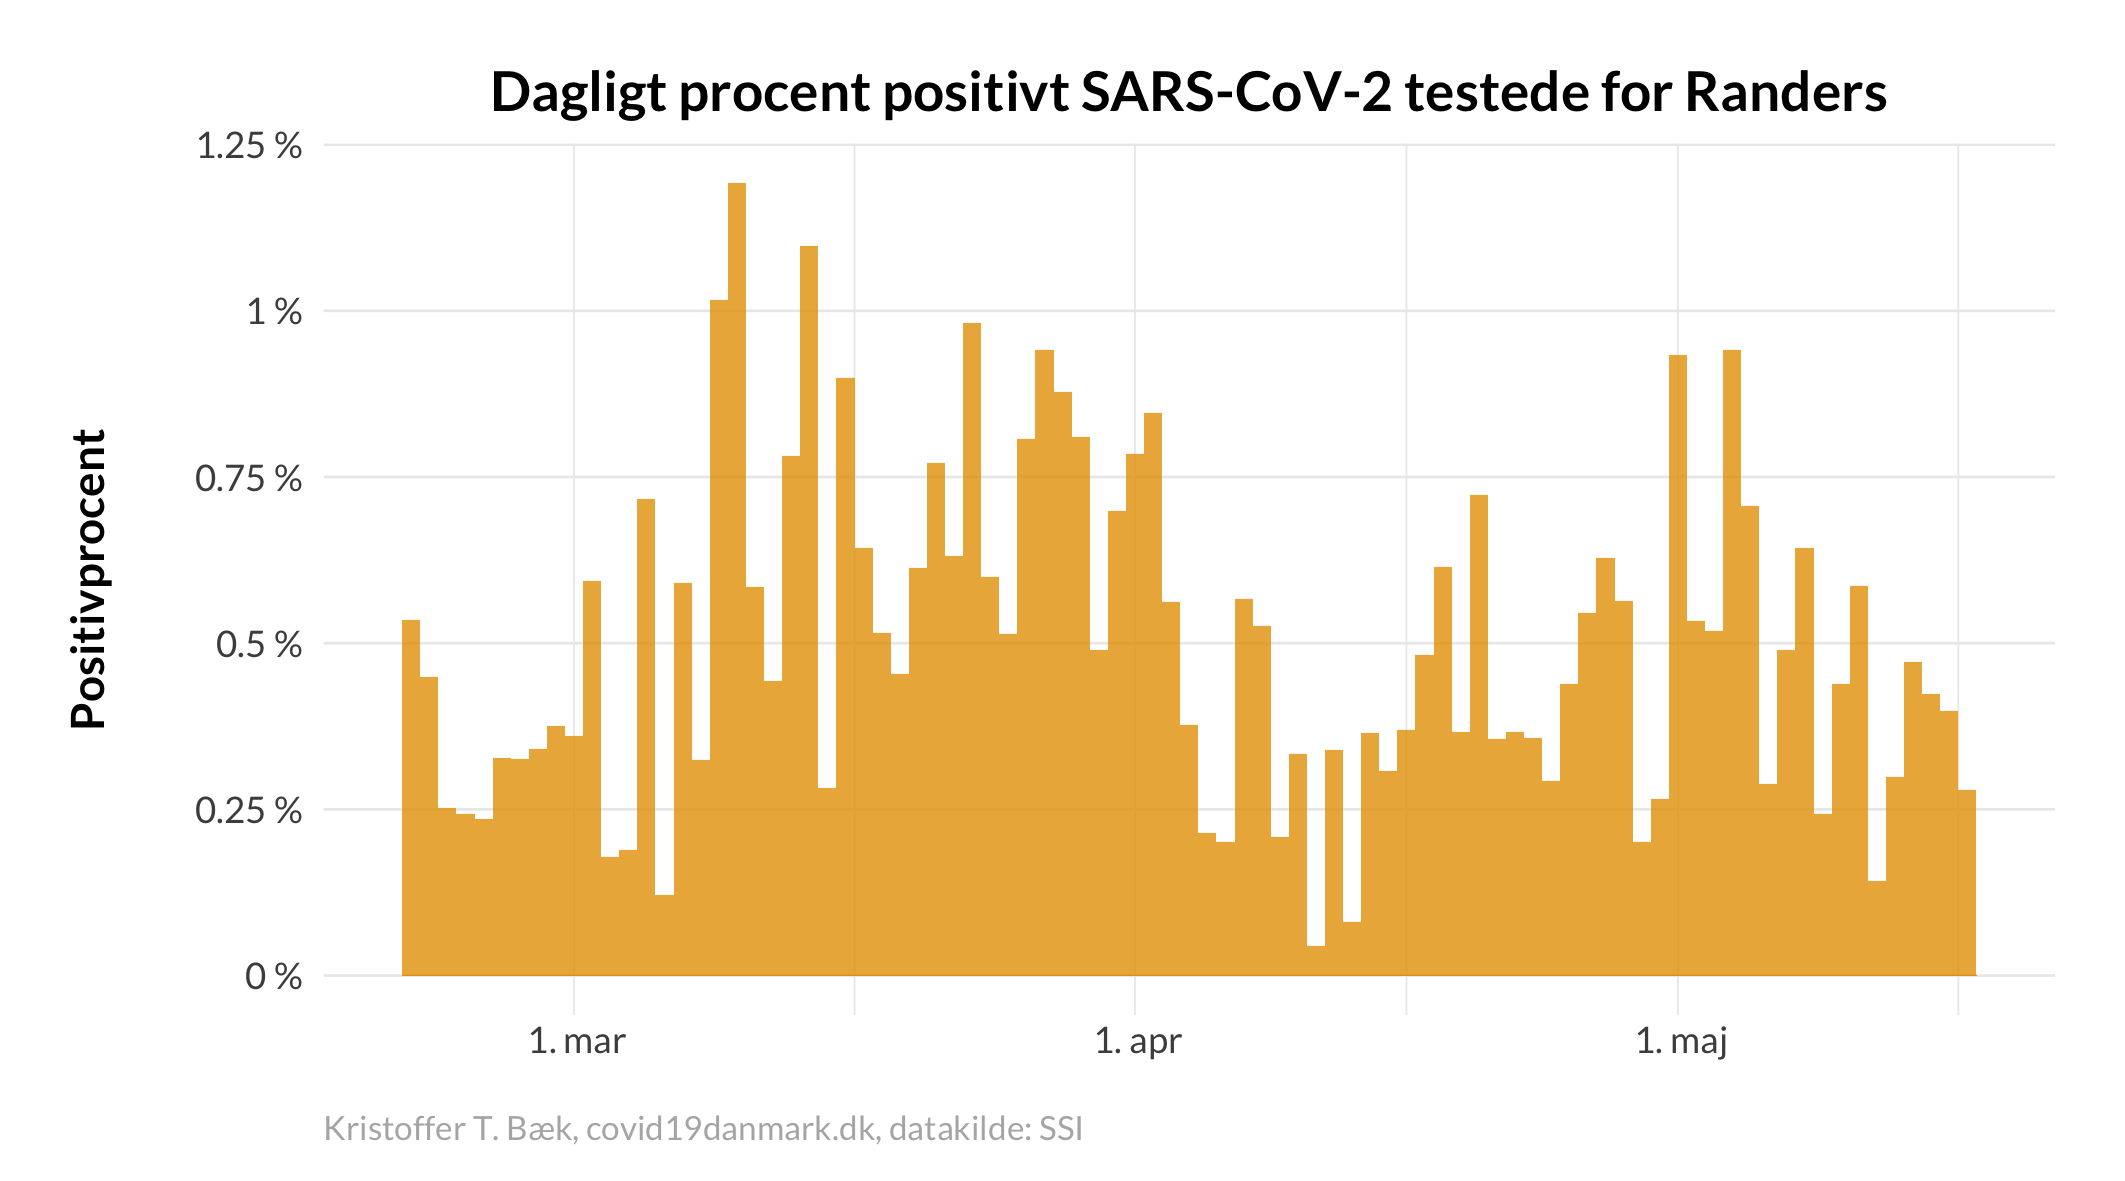 Dagligt procent positivt SARS-CoV-2 testede for Randers
Positivprocent
1.25 %
1 %
0.75 %
0.5 %
0.25 %
0 %
1. mar
1. apr
1. maj
Kristoffer T. Bæk, covid19danmark.dk, datakilde: SSI